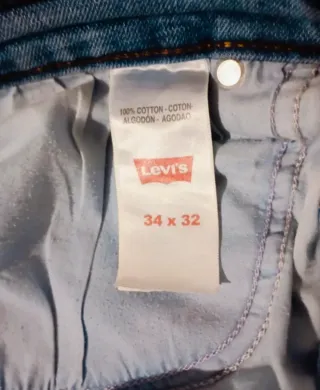 100% COTTON-COTON-
ALGODÓN-AGODAO
Levi's
34 x 32